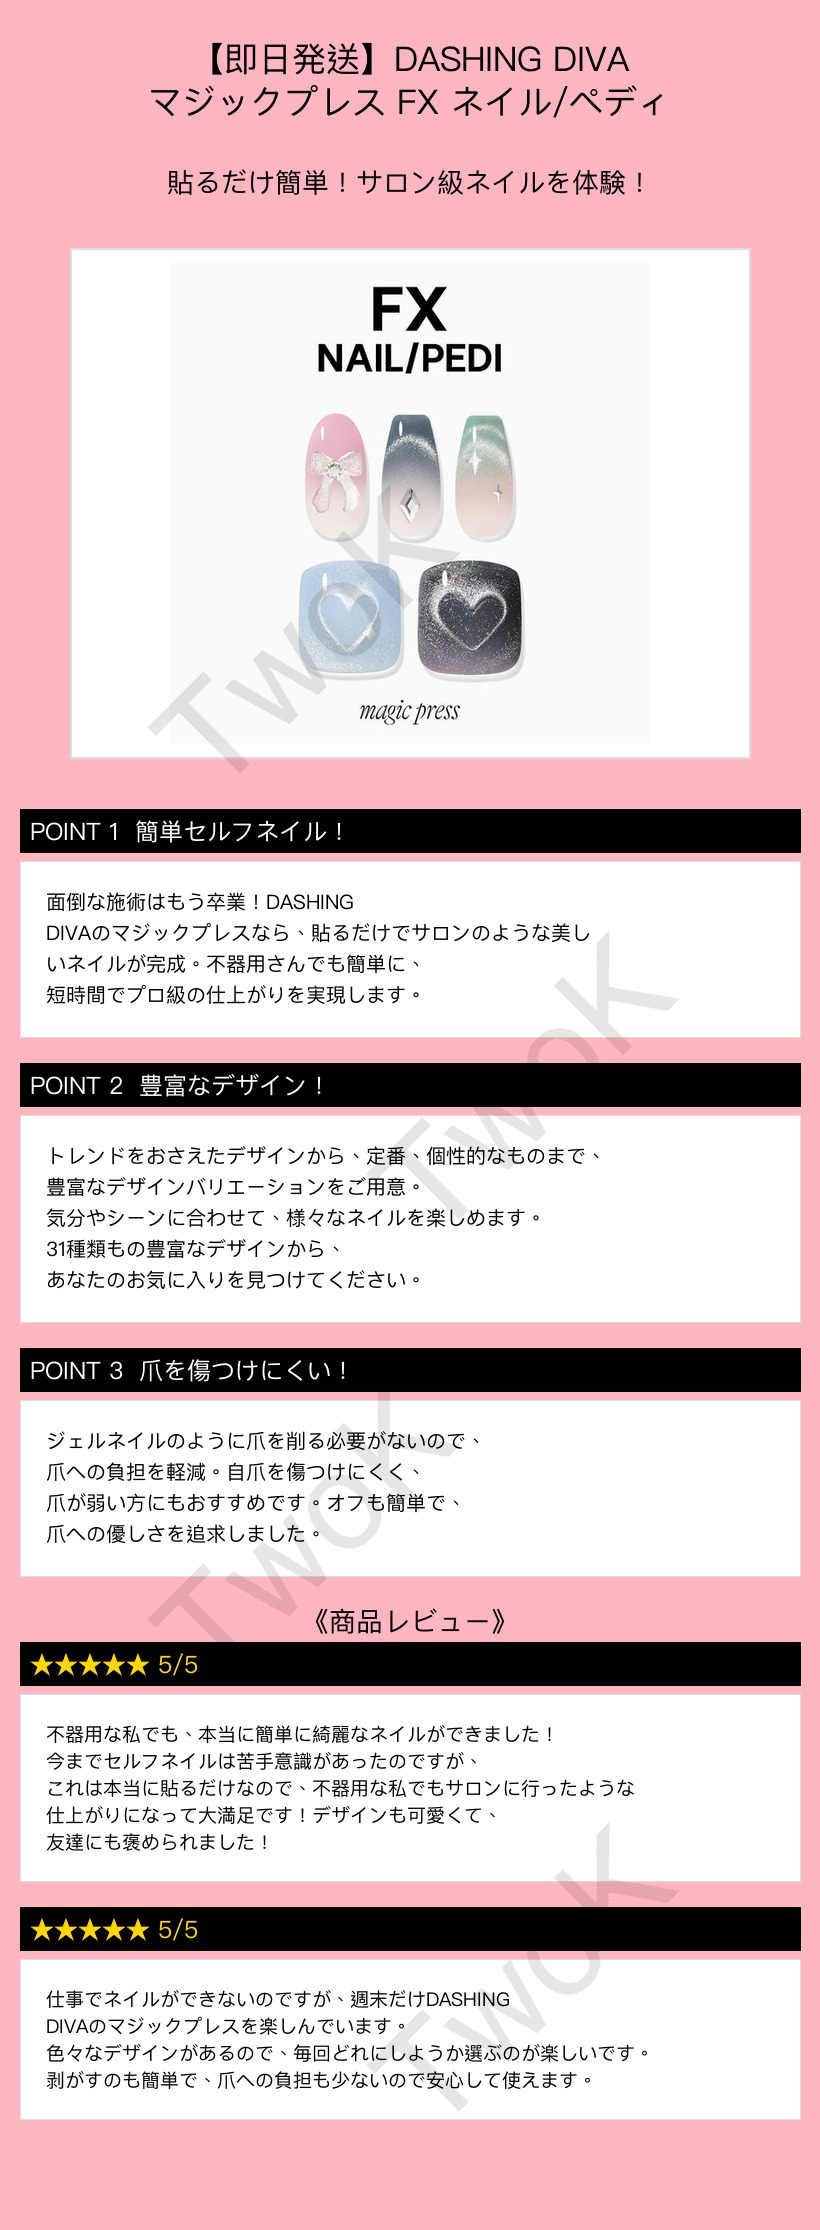 【即日発送】DASHING DIVA
マジックプレス FX ネイル/ペディ
貼るだけ簡単！サロン級ネイルを体験！
FX
NAIL/PEDI
magic press
TwoK
POINT 1 簡単セルフネイル！
面倒な施術はもう卒業！DASHING
DIVAのマジックプレスなら、貼るだけでサロンのような美し
いネイルが完成。不器用さんでも簡単に、
短時間でプロ級の仕上がりを実現します。
TwoK
POINT 2 豊富なデザイン！
トレンドをおさえたデザインから、定番、個性的なものまで、
豊富なデザインバリエーションをご用意。
気分やシーンに合わせて、様々なネイルを楽しめます。
31種類もの豊富なデザインから、
あなたのお気に入りを見つけてください。
POINT 3 爪を傷つけにくい！
ジェルネイルのように爪を削る必要がないので、
爪への負担を軽減。自爪を傷つけにくく、
爪が弱い方にもおすすめです。オフも簡単で、
爪への優しさを追求しました。
TwoK
《商品レビュー》
★★★★★ 5/5
不器用な私でも、本当に簡単に綺麗なネイルができました！
今までセルフネイルは苦手意識があったのですが、
これは本当に貼るだけなので、不器用な私でもサロンに行ったような
仕上がりになって大満足です！デザインも可愛くて、
友達にも褒められました！
★★★★★ 5/5
仕事でネイルができないのですが、週末だけDASHING
DIVAのマジックプレスを楽しんでいます。
色々なデザインがあるので、毎回どれにしようか選ぶのが楽しいです。
剥がすのも簡単で、爪への負担も少ないので安心して使えます。
TwoK